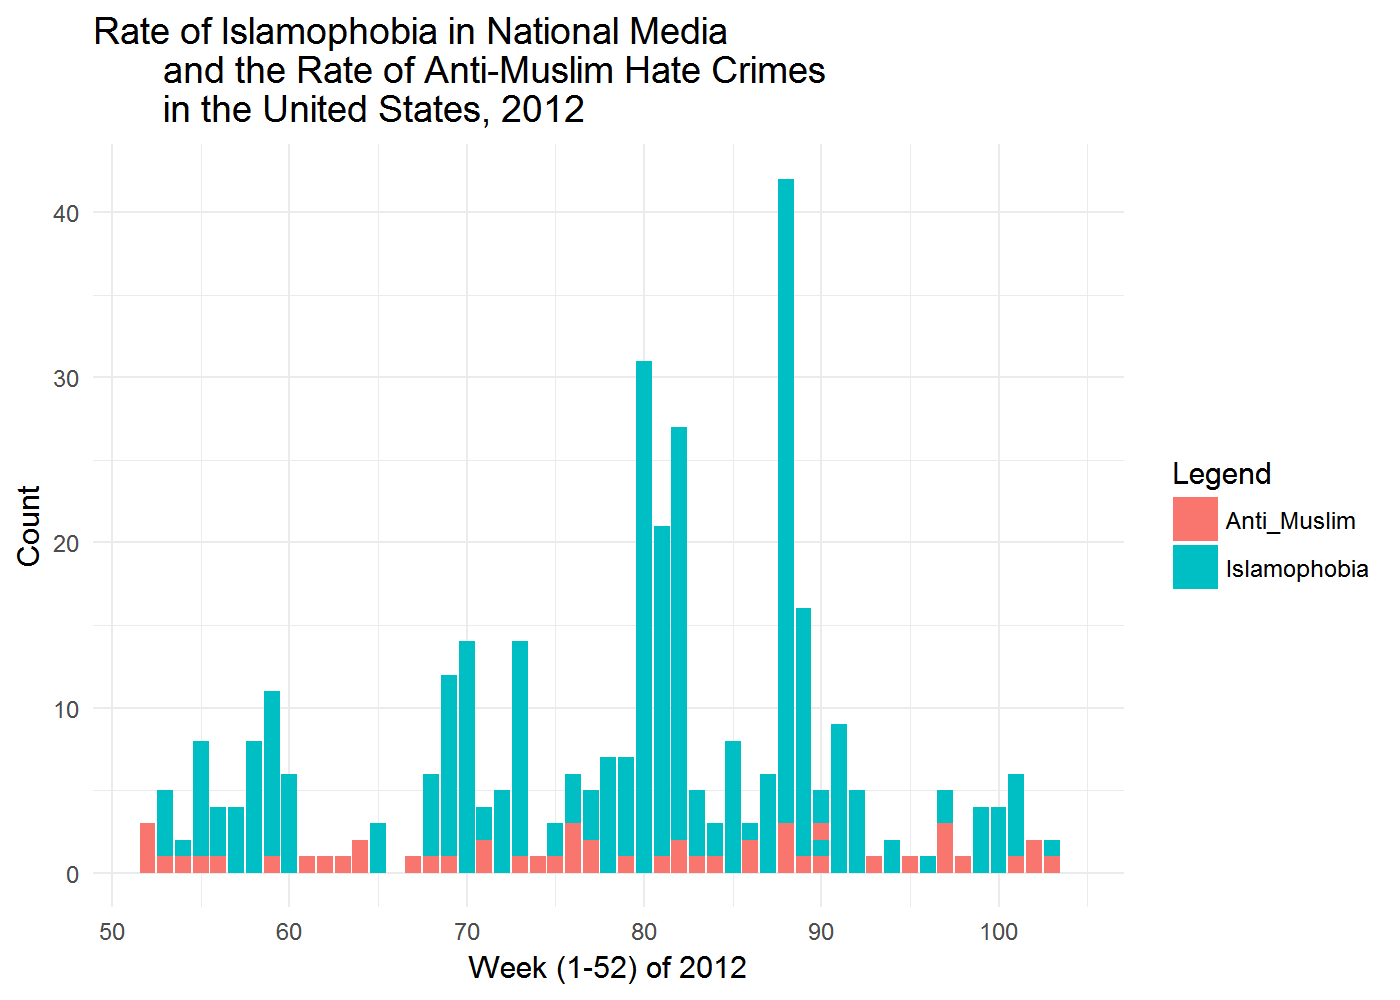 Rate of Islamophobia in National Media
and the Rate of Anti-Muslim Hate Crimes
in the United States, 2012
40
30
20
10
0
Count
50 60 70 80 90 100
Week (1-52) of 2012
Legend
Anti_Muslim
Islamophobia